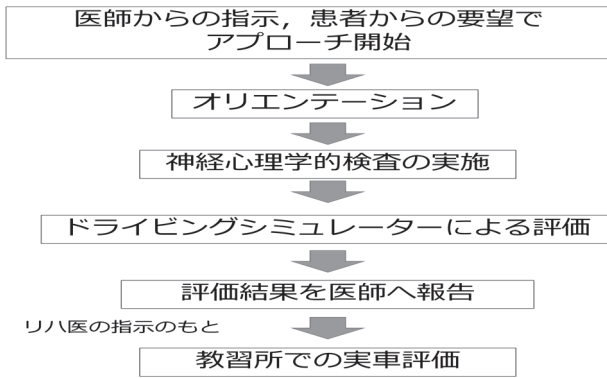 医師からの指示，患者からの要望で
アプローチ開始
オリエンテーション
神経心理学的検査の実施
ドライビングシミュレーターによる評価
評価結果を医師へ報告
リハ医の指示のもと
教習所での実車評価